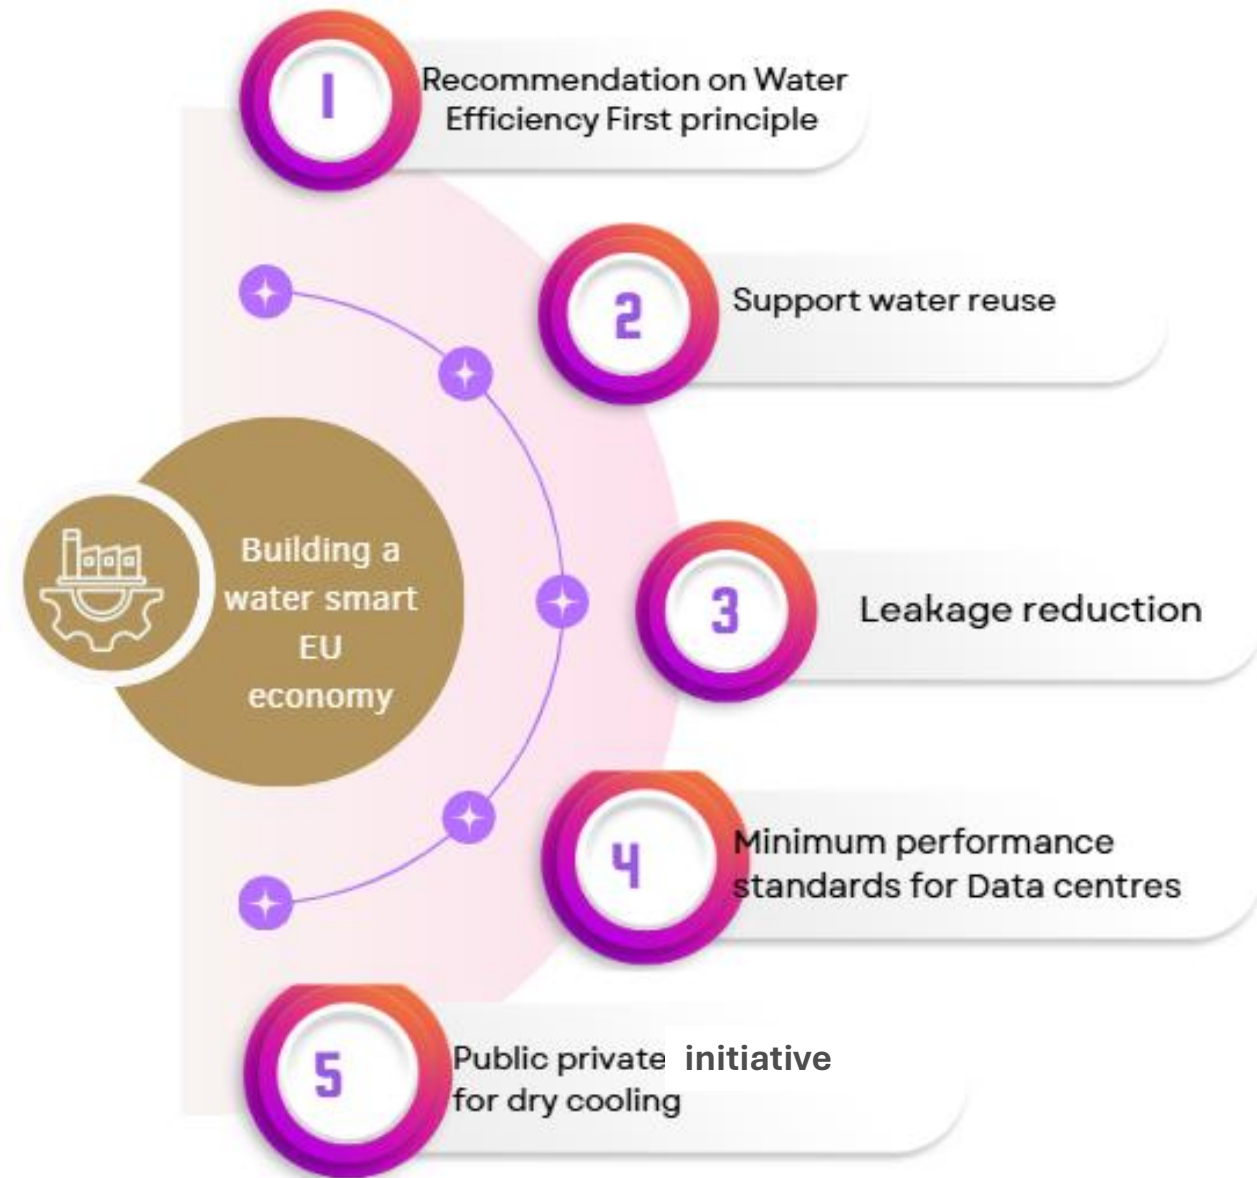 1
Recommendation on Water
Efficiency First principle
2
Support water reuse
Building a
water smart
EU
economy
3
Leakage reduction
4
Minimum performance
standards for Data centres
5
Public private initiative
for dry cooling